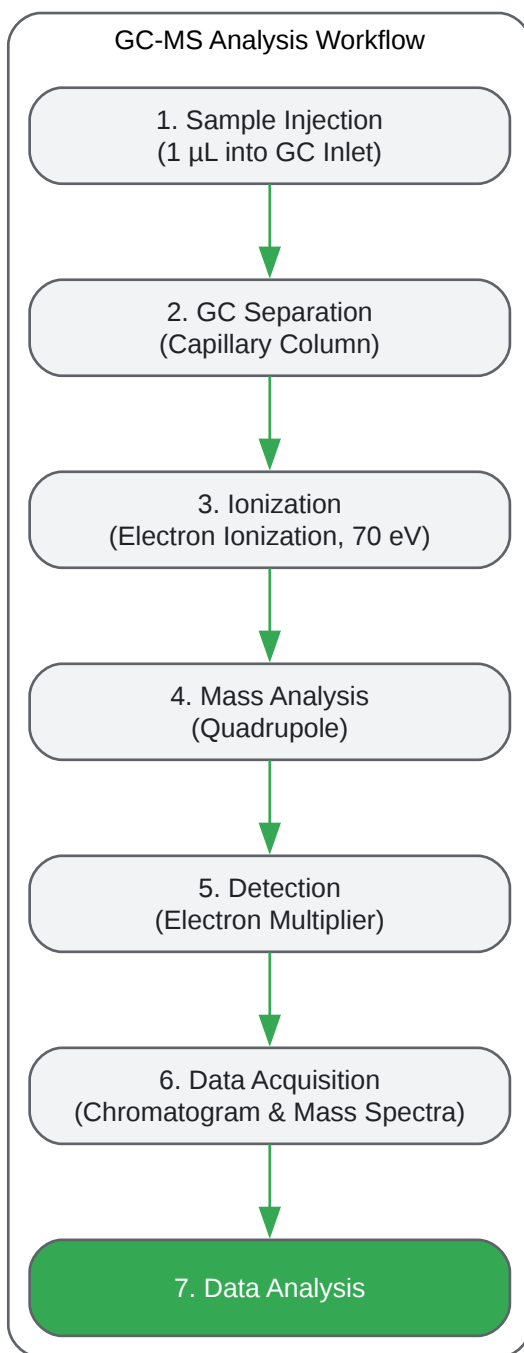 GC-MS Analysis Workflow
1. Sample Injection
(1 µL into GC Inlet)
2. GC Separation
(Capillary Column)
3. Ionization
(Electron Ionization, 70 eV)
4. Mass Analysis
(Quadrupole)
5. Detection
(Electron Multiplier)
6. Data Acquisition
(Chromatogram & Mass Spectra)
7. Data Analysis